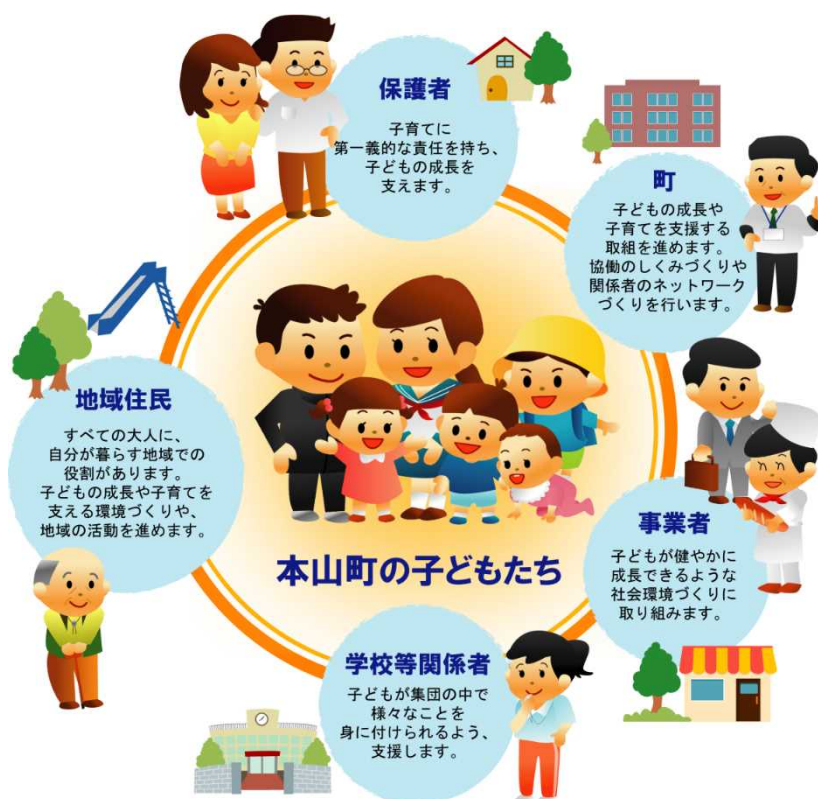 保護者
子育てに
第一義的な責任を持ち、
子どもの成長を
支えます。
町
子どもの成長や
子育てを支援する
取組を進めます。
協働のしくみづくりや
関係者のネットワーク
づくりを行います。
地域住民
すべての大人に、
自分が暮らす地域での
役割があります。
子どもの成長や子育てを
支える環境づくりや、
地域の活動を進めます。
事業者
子どもが健やかに
成長できるような
社会環境づくりに
取り組みます。
本山町の子どもたち
学校等関係者
子どもが集団の中で
様々なことを
身に付けられるよう、
支援します。